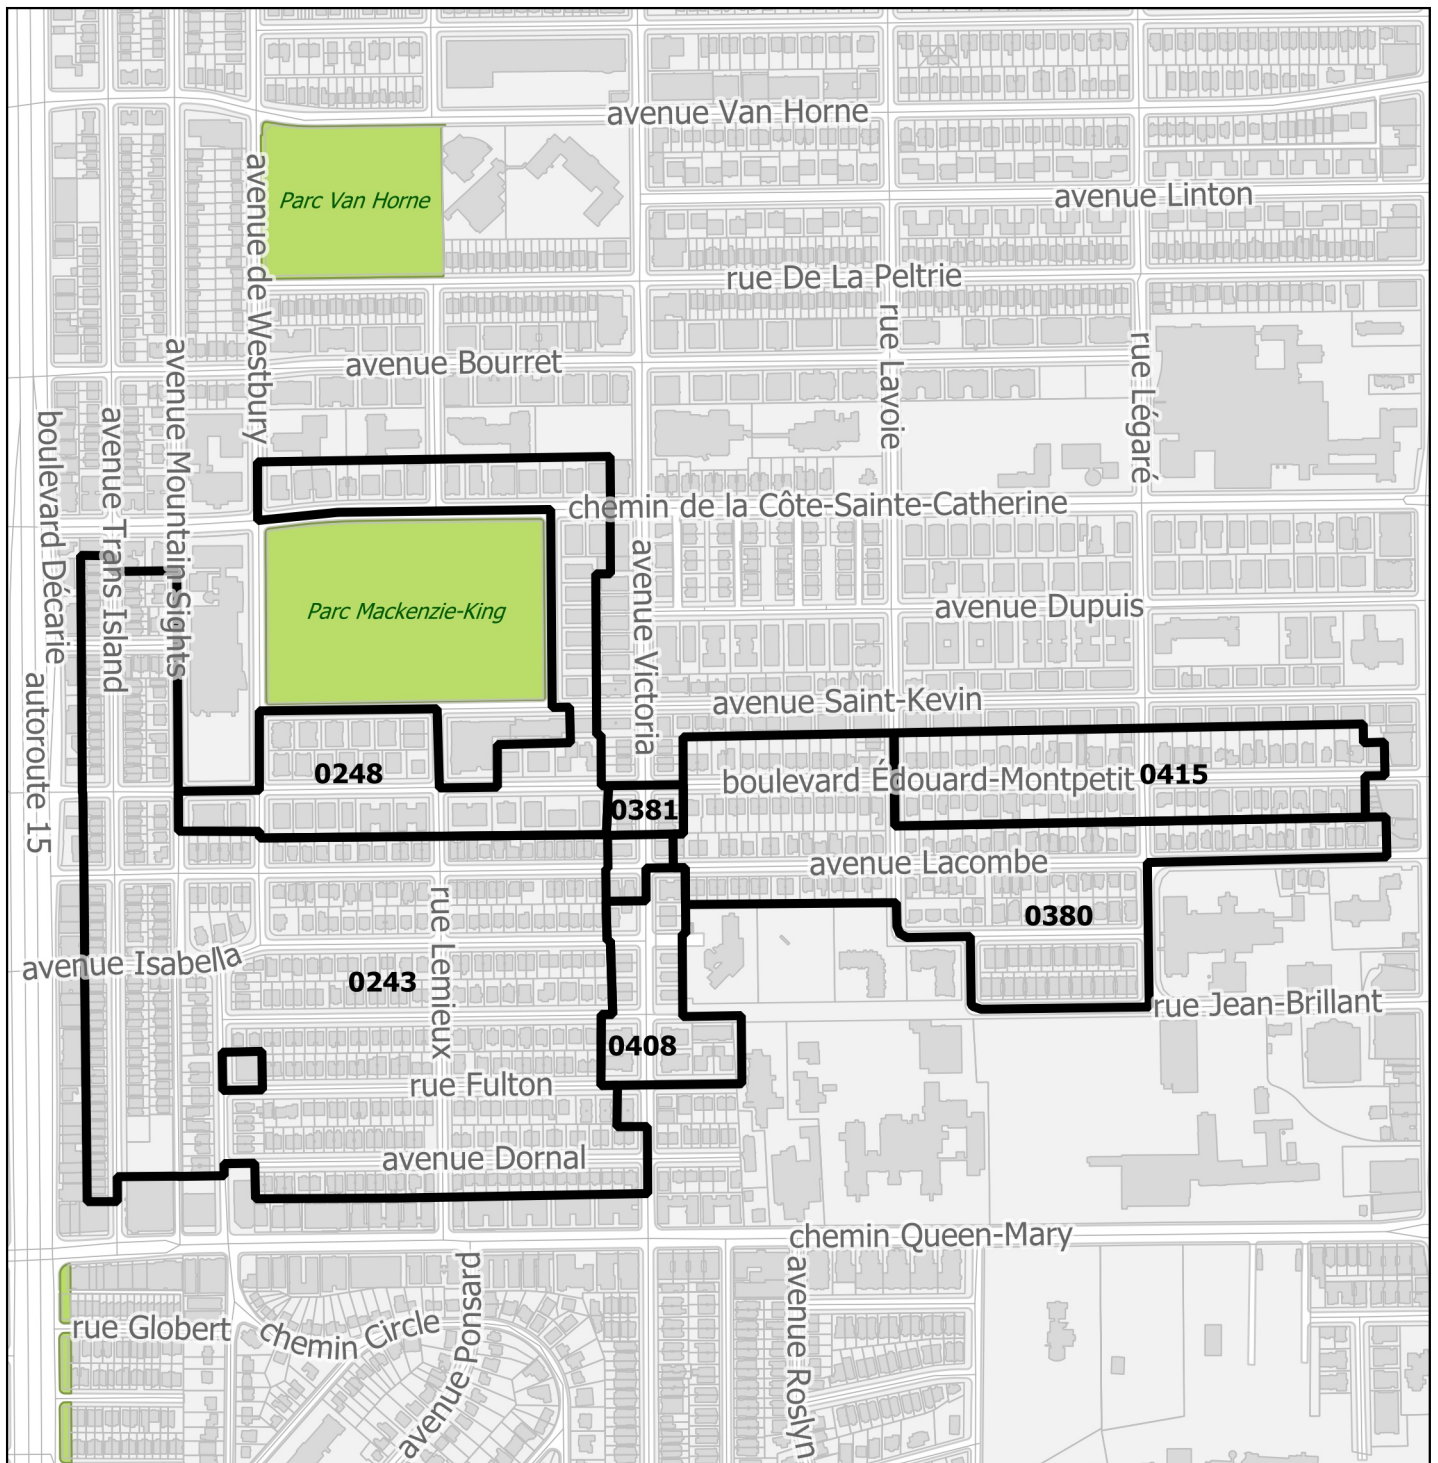 avenue Van Horne
avenue de Westbury
Parc Van Horne
avenue Linton
rue De La Peltrie
rue Lavoie
avenue Bourret
rue Légaré
avenue Mountain Sights
avenue Trans Island
boulevard Décarie
chemin de la Côte-Sainte-Catherine
avenue Victoria
Parc Mackenzie-King
avenue Dupuis
autoroute 15
avenue Saint-Kevin
0248
boulevard Édouard-Montpetit
0415
0381
avenue Lacombe
rue Lemieux
0380
avenue Isabella
0243
rue Jean-Brillant
0408
rue Fulton
avenue Dornal
chemin Queen-Mary
avenue Ponsard
avenue Roslyn
rue Globert
chemin Circle